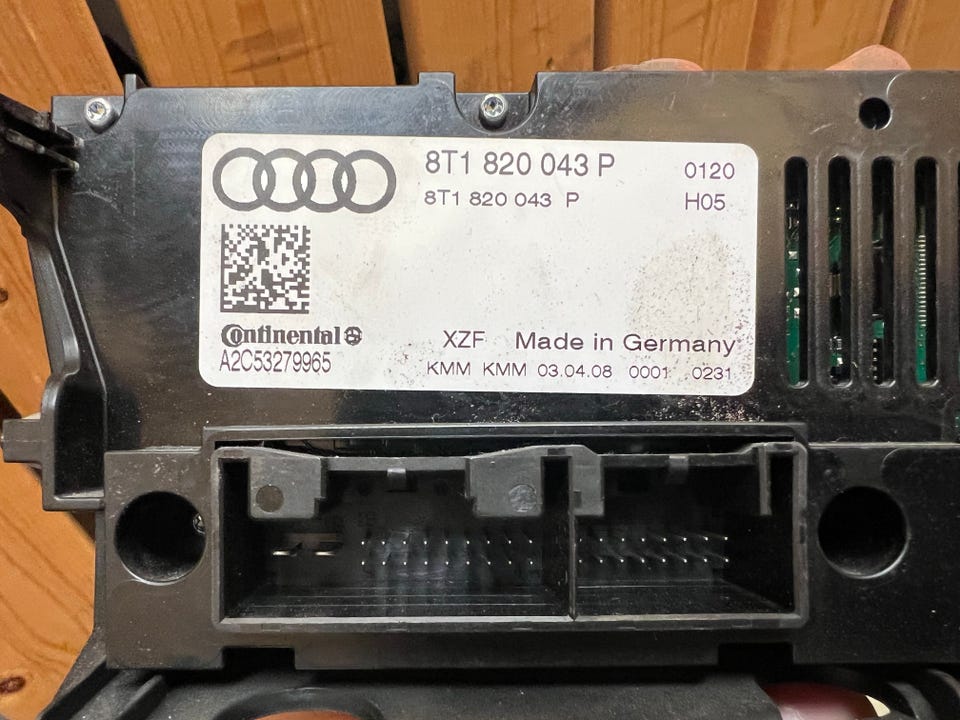 8T1 820 043 P 0120
8T1 820 043 P H05
Continental
A2C53279965
XZF Made in Germany
KMM KMM 03.04.08 0001 0231